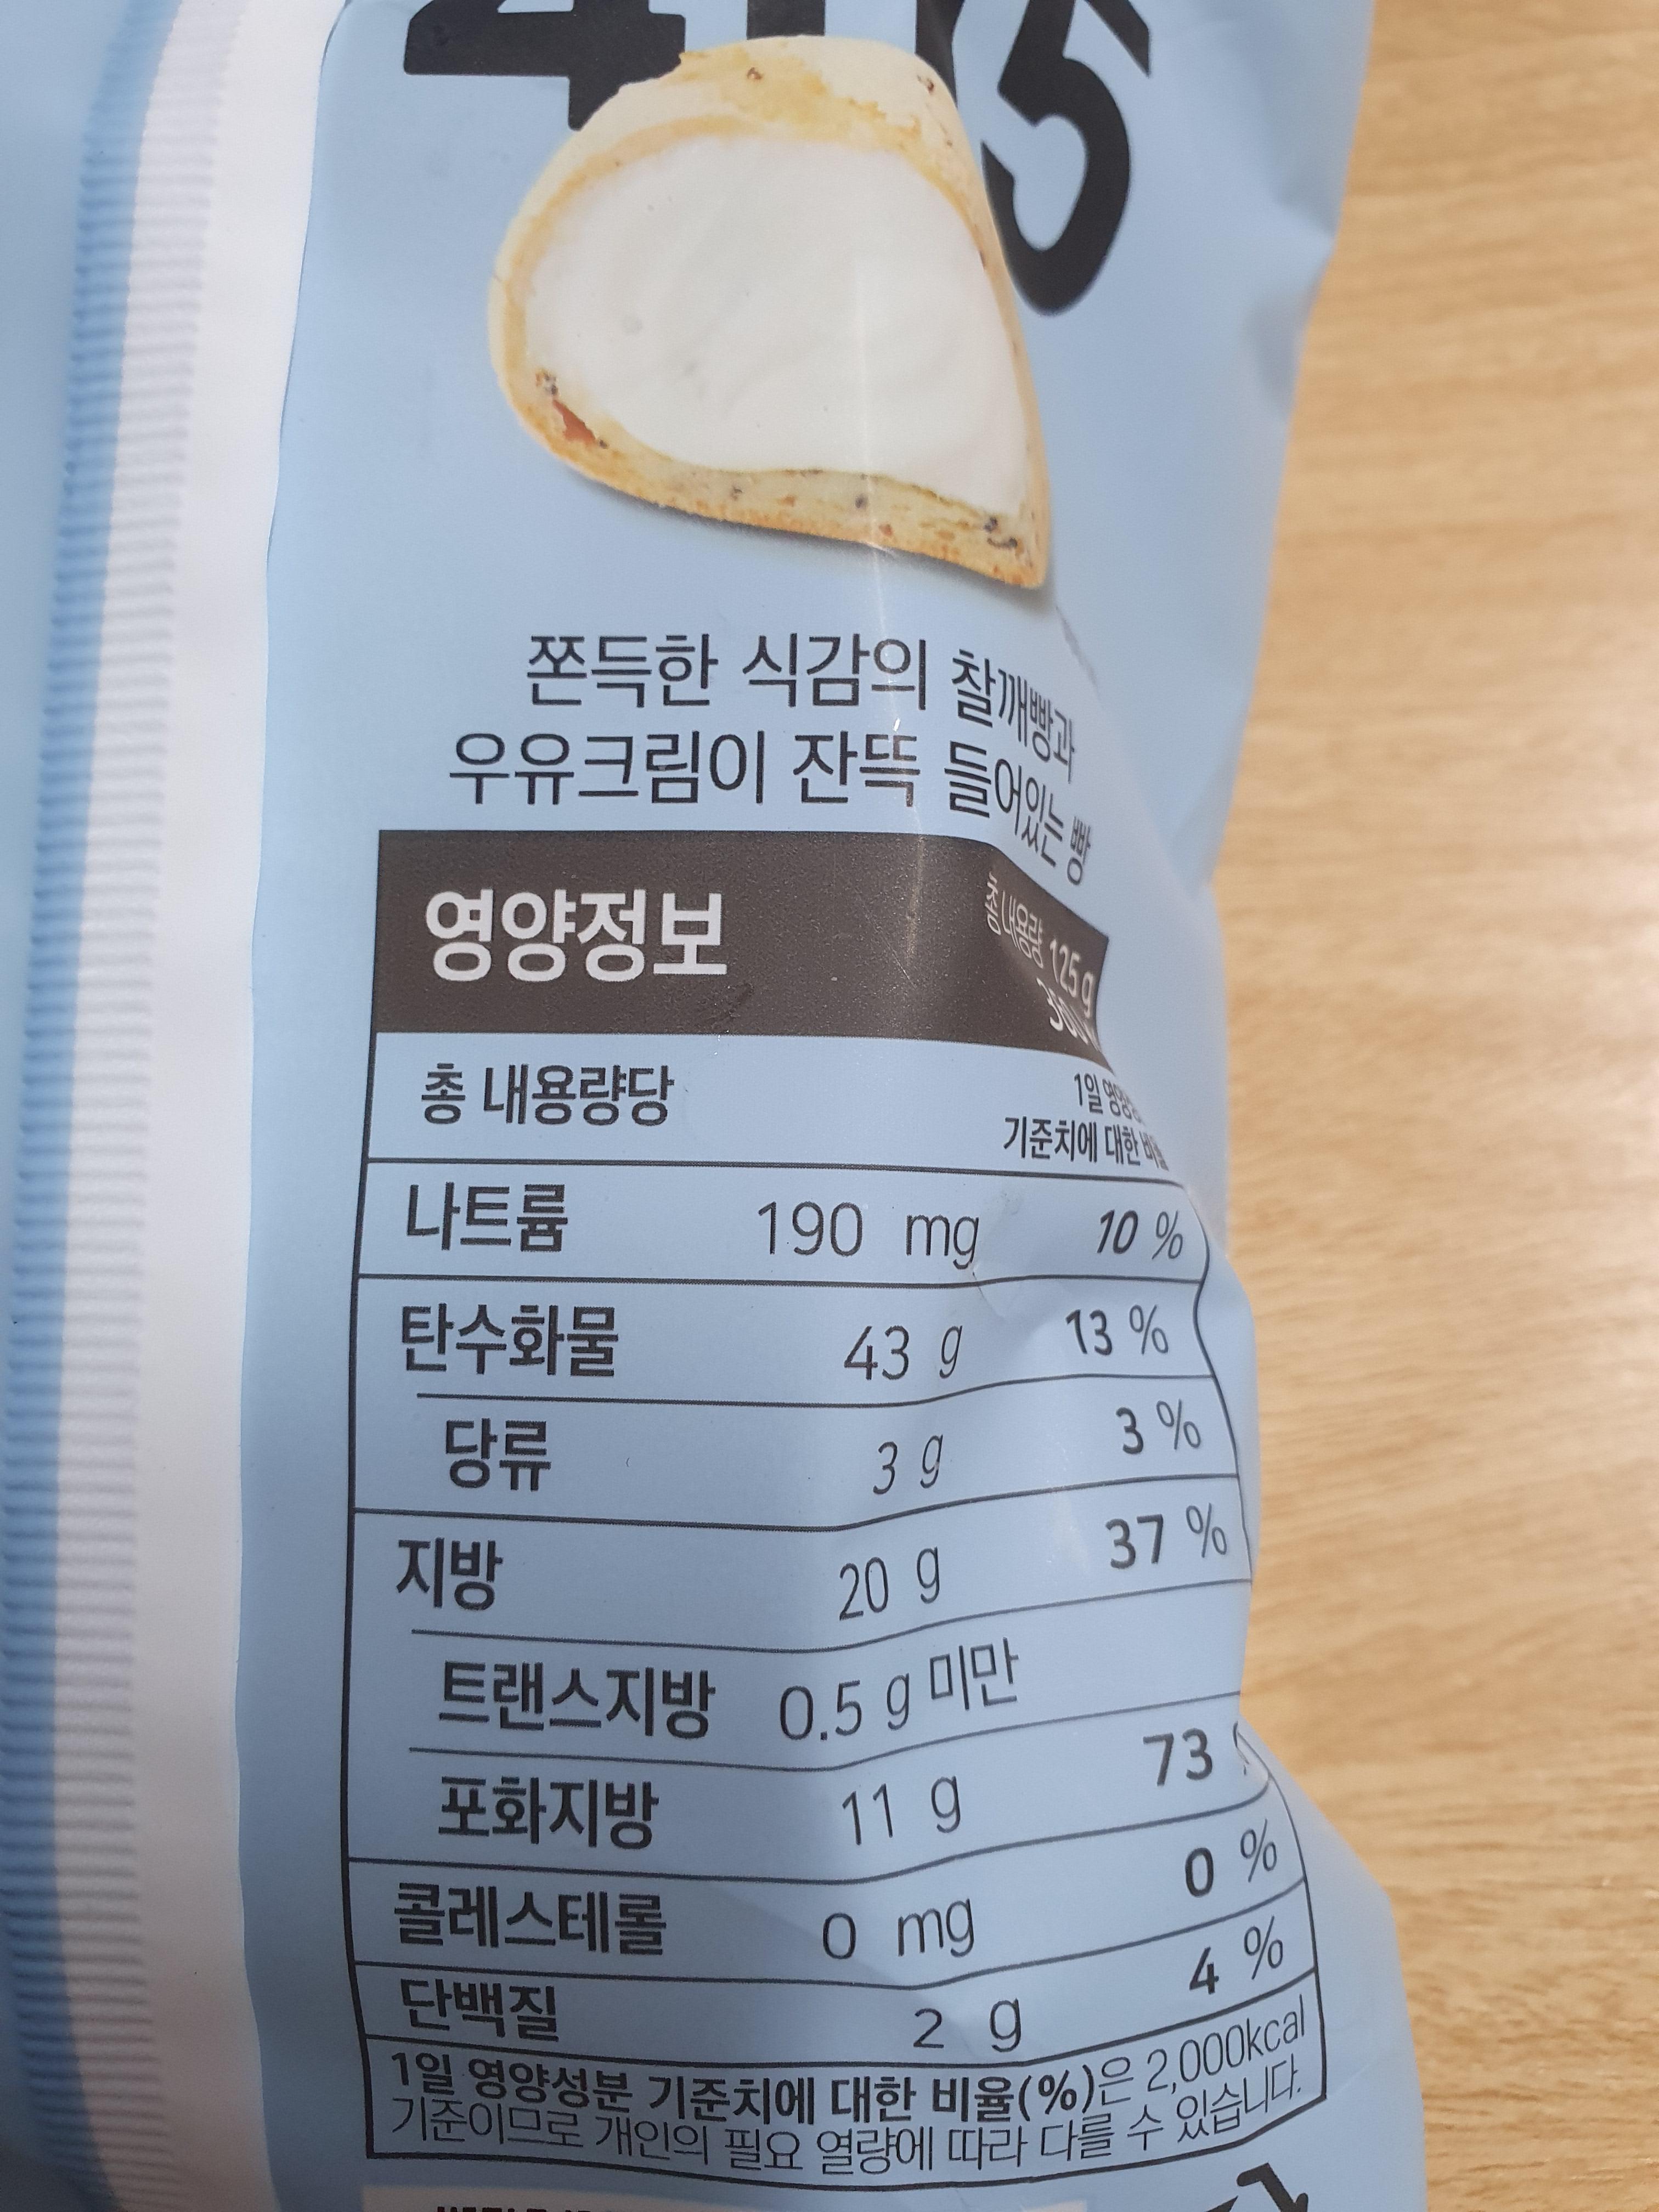 쫀득한 식감의 찰깨빵과
우유크림이 잔뜩 들어있는 빵
영양정보
총 내용량 125 g
총 내용량당
1일
기준치에 대한 비율
나트륨 190 mg 10 %
탄수화물 43 g 13 %
당류 3 g 3 %
지방 20 g 37 %
트랜스지방 0.5 g 미만
포화지방 11 g 73
콜레스테롤 0 mg 0 %
단백질 2 g 4 %
1일 영양성분 기준치에 대한 비율(%)은 2,000kcal
기준이므로 개인의 필요 열량에 따라 다를 수 있습니다.